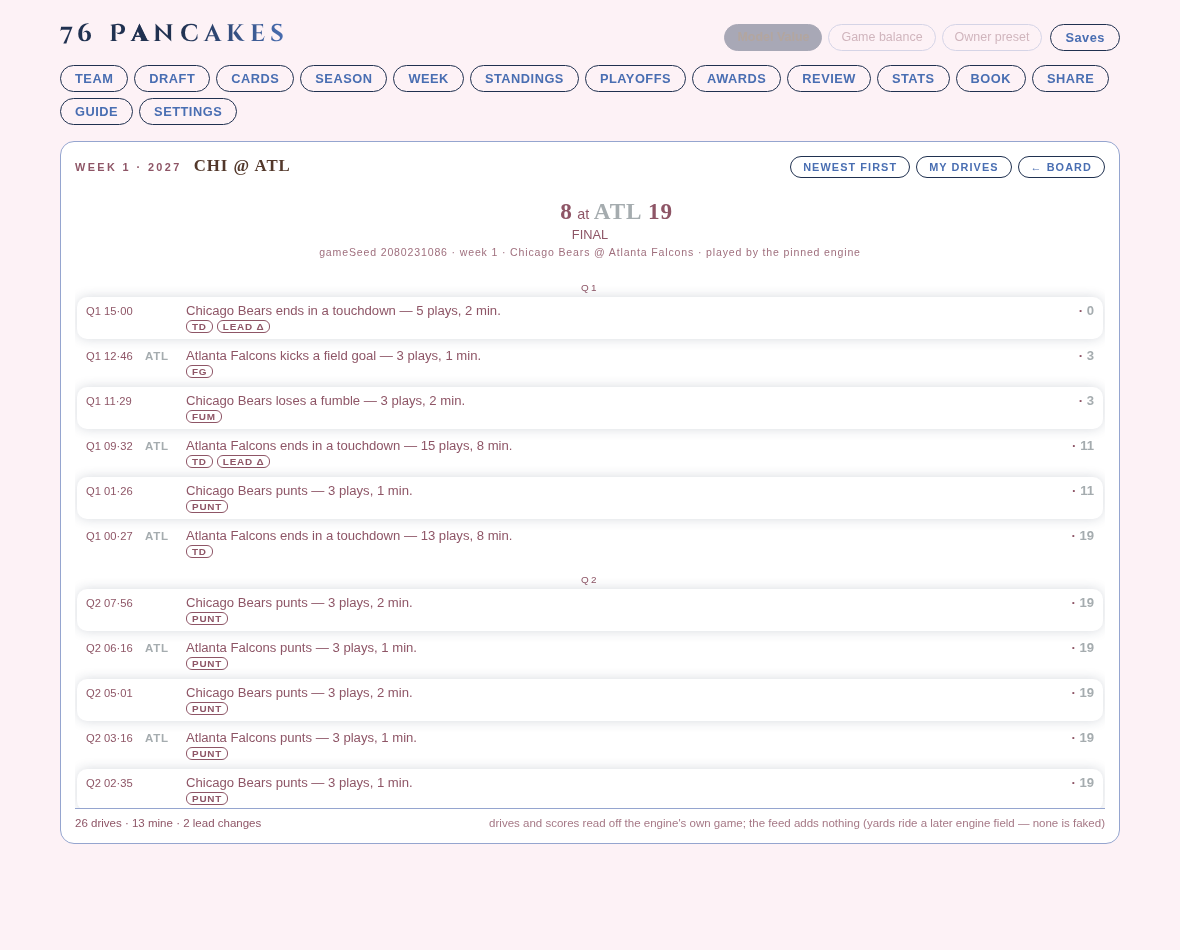 76 PANCAKES
Game balance
Owner preset
Saves
TEAM
DRAFT
CARDS
SEASON
WEEK
STANDINGS
PLAYOFFS
AWARDS
REVIEW
STATS
BOOK
SHARE
GUIDE
SETTINGS
WEEK 1 · 2027 CHI @ ATL
NEWEST FIRST
MY DRIVES
← BOARD
8 at ATL 19
FINAL
gameSeed 2080231086 · week 1 · Chicago Bears @ Atlanta Falcons · played by the pinned engine
Q1
Q1 15·00 Chicago Bears ends in a touchdown — 5 plays, 2 min. · 0
TD LEAD Δ
Q1 12·46 ATL Atlanta Falcons kicks a field goal — 3 plays, 1 min. · 3
FG
Q1 11·29 Chicago Bears loses a fumble — 3 plays, 2 min. · 3
FUM
Q1 09·32 ATL Atlanta Falcons ends in a touchdown — 15 plays, 8 min. · 11
TD LEAD Δ
Q1 01·26 Chicago Bears punts — 3 plays, 1 min. · 11
PUNT
Q1 00·27 ATL Atlanta Falcons ends in a touchdown — 13 plays, 8 min. · 19
TD
Q2
Q2 07·56 Chicago Bears punts — 3 plays, 2 min. · 19
PUNT
Q2 06·16 ATL Atlanta Falcons punts — 3 plays, 1 min. · 19
PUNT
Q2 05·01 Chicago Bears punts — 3 plays, 2 min. · 19
PUNT
Q2 03·16 ATL Atlanta Falcons punts — 3 plays, 1 min. · 19
PUNT
Q2 02·35 Chicago Bears punts — 3 plays, 1 min. · 19
PUNT
26 drives · 13 mine · 2 lead changes
drives and scores read off the engine's own game; the feed adds nothing (yards ride a later engine field — none is faked)